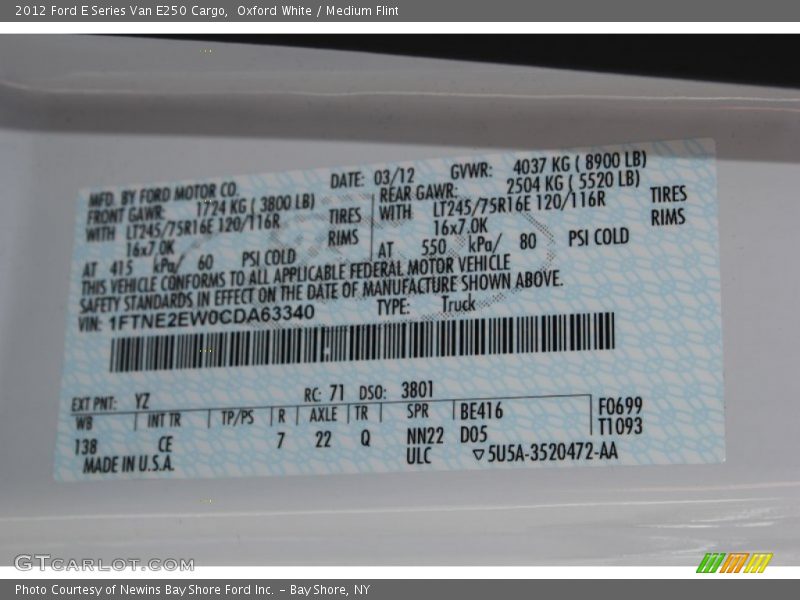 2012 Ford E Series Van E250 Cargo, Oxford White / Medium Flint
MFD. BY FORD MOTOR CO. DATE: 03/12 GVWR: 4037 KG ( 8900 LB)
FRONT GAWR: 1724 KG ( 3800 LB) REAR GAWR: 2504 KG ( 5520 LB)
WITH LT245/75R16E 120/116R TIRES WITH LT245/75R16E 120/116R TIRES
16x7.0K RIMS 16x7.0K RIMS
AT 415 kPa/ 60 PSI COLD AT 550 kPa/ 80 PSI COLD
THIS VEHICLE CONFORMS TO ALL APPLICABLE FEDERAL MOTOR VEHICLE
SAFETY STANDARDS IN EFFECT ON THE DATE OF MANUFACTURE SHOWN ABOVE.
VIN: 1FTNE2EW0CDA63340 TYPE: Truck
EXT PNT: YZ RC: 71 DSO: 3801
WB INT TR TP/PS R AXLE TR SPR BE416 F0699
138 CE 7 22 Q NN22 D05 T1093
MADE IN U.S.A. ULC ▽5U5A-3520472-AA
GTCARLOT.COM
Photo Courtesy of Newins Bay Shore Ford Inc. - Bay Shore, NY